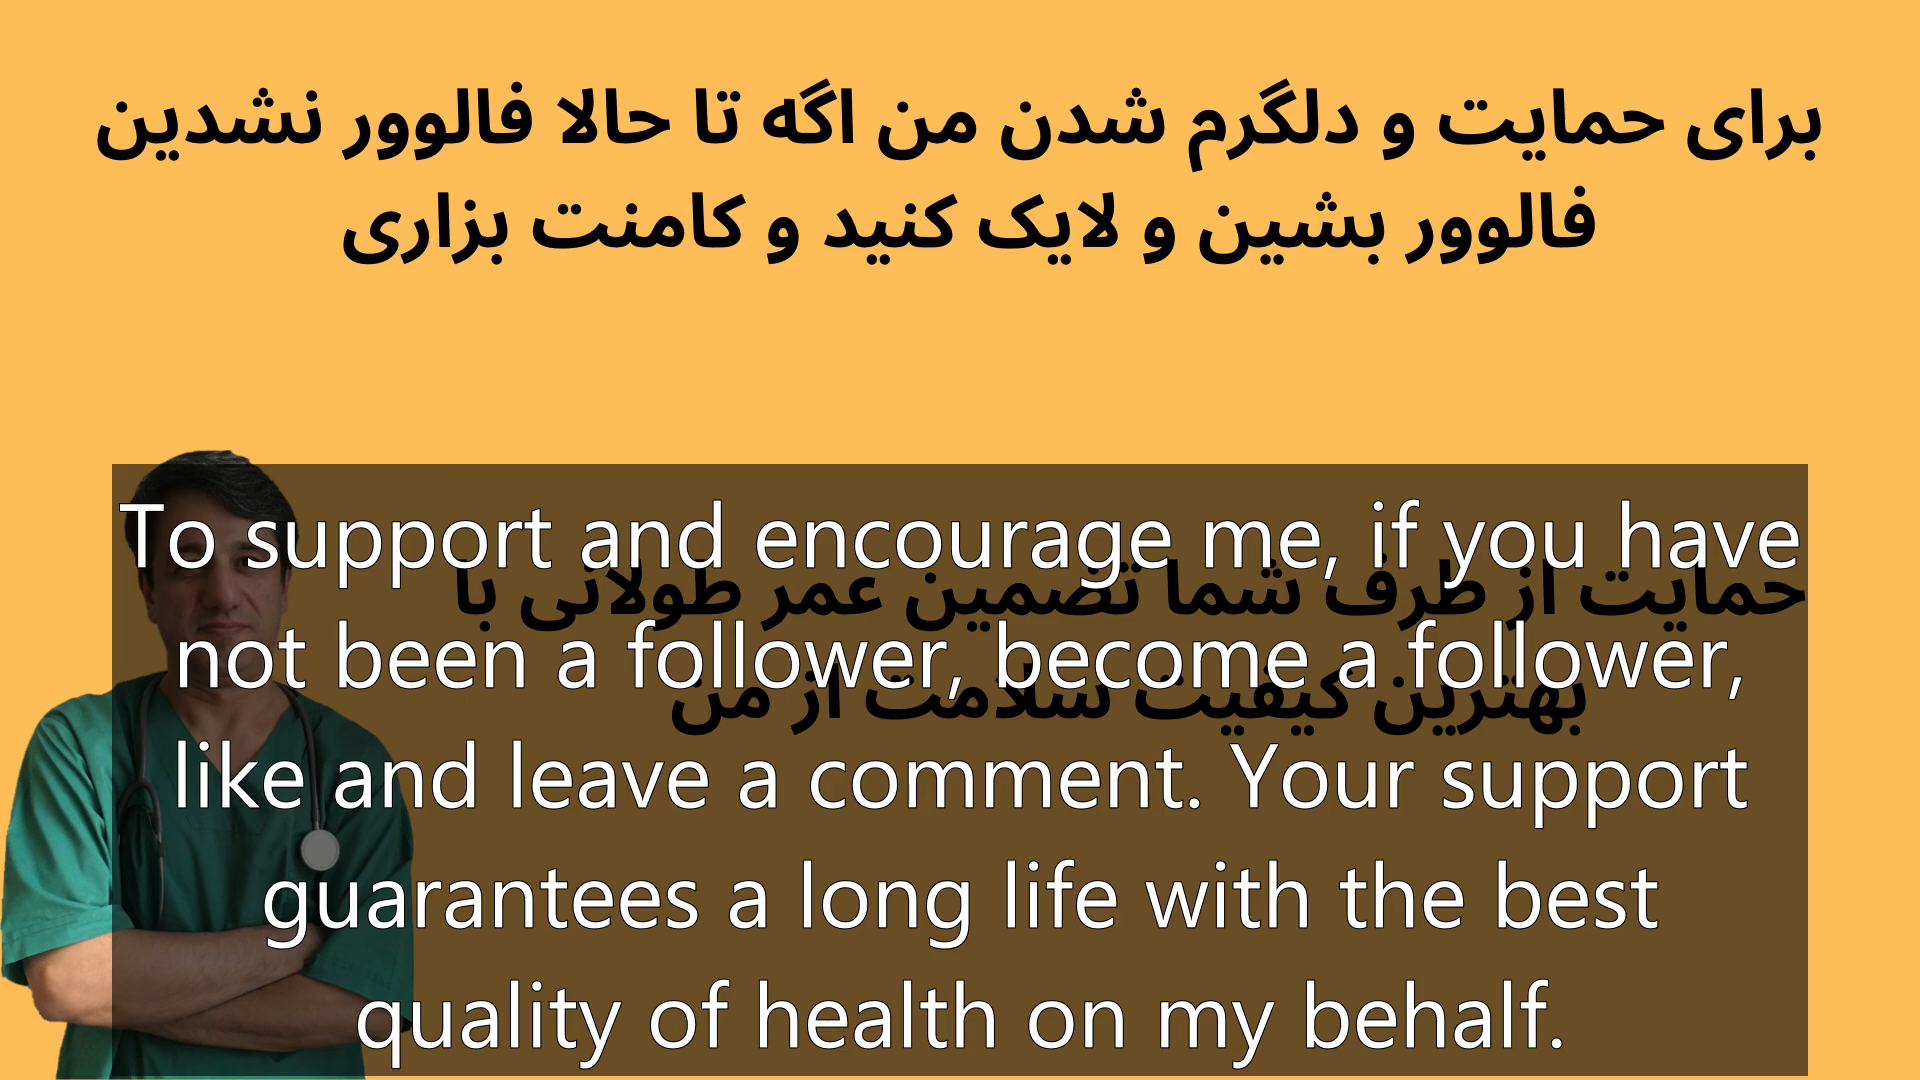 برای حمایت و دلگرم شدن من اگه تا حالا فالوور نشدین
فالوور بشین و لایک کنید و کامنت بزاری
حمایت از طرف شما تضمین عمر طولانی با
بهترین کیفیت سلامت از من
To support and encourage me, if you have
not been a follower, become a follower,
like and leave a comment. Your support
guarantees a long life with the best
quality of health on my behalf.